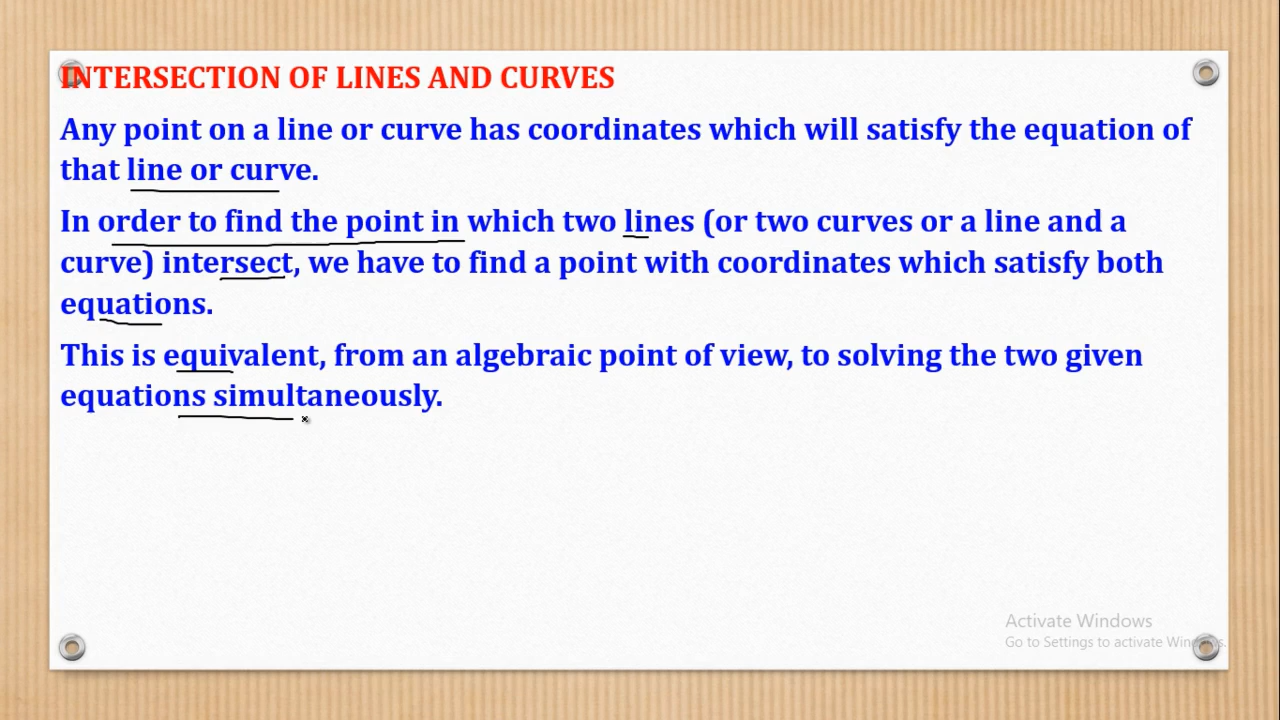 INTERSECTION OF LINES AND CURVES
Any point on a line or curve has coordinates which will satisfy the equation of
that line or curve.
In order to find the point in which two lines (or two curves or a line and a
curve) intersect, we have to find a point with coordinates which satisfy both
equations.
This is equivalent, from an algebraic point of view, to solving the two given
equations simultaneously.
Activate Windows
Go to Settings to activate Windows.